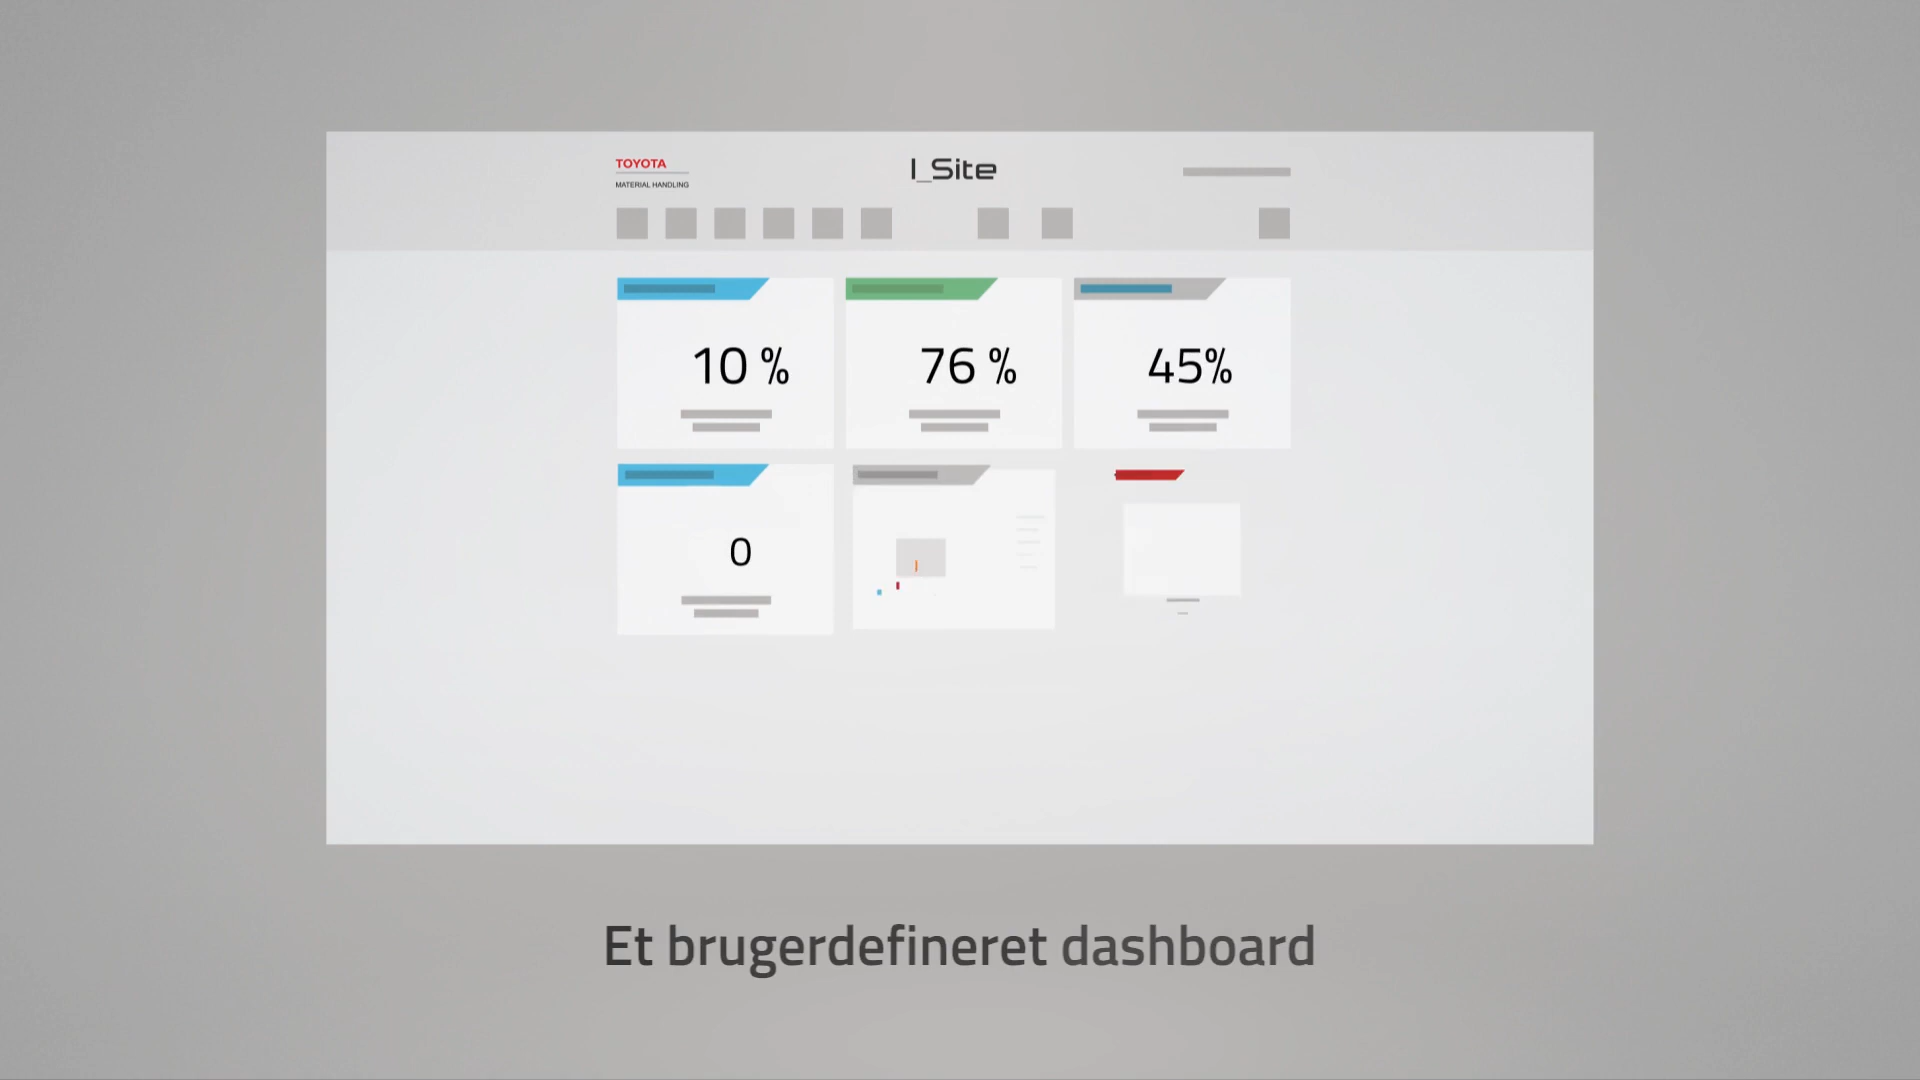 TOYOTA
MATERIAL HANDLING
I_Site
10 %
76 %
45%
0
Et brugerdefineret dashboard